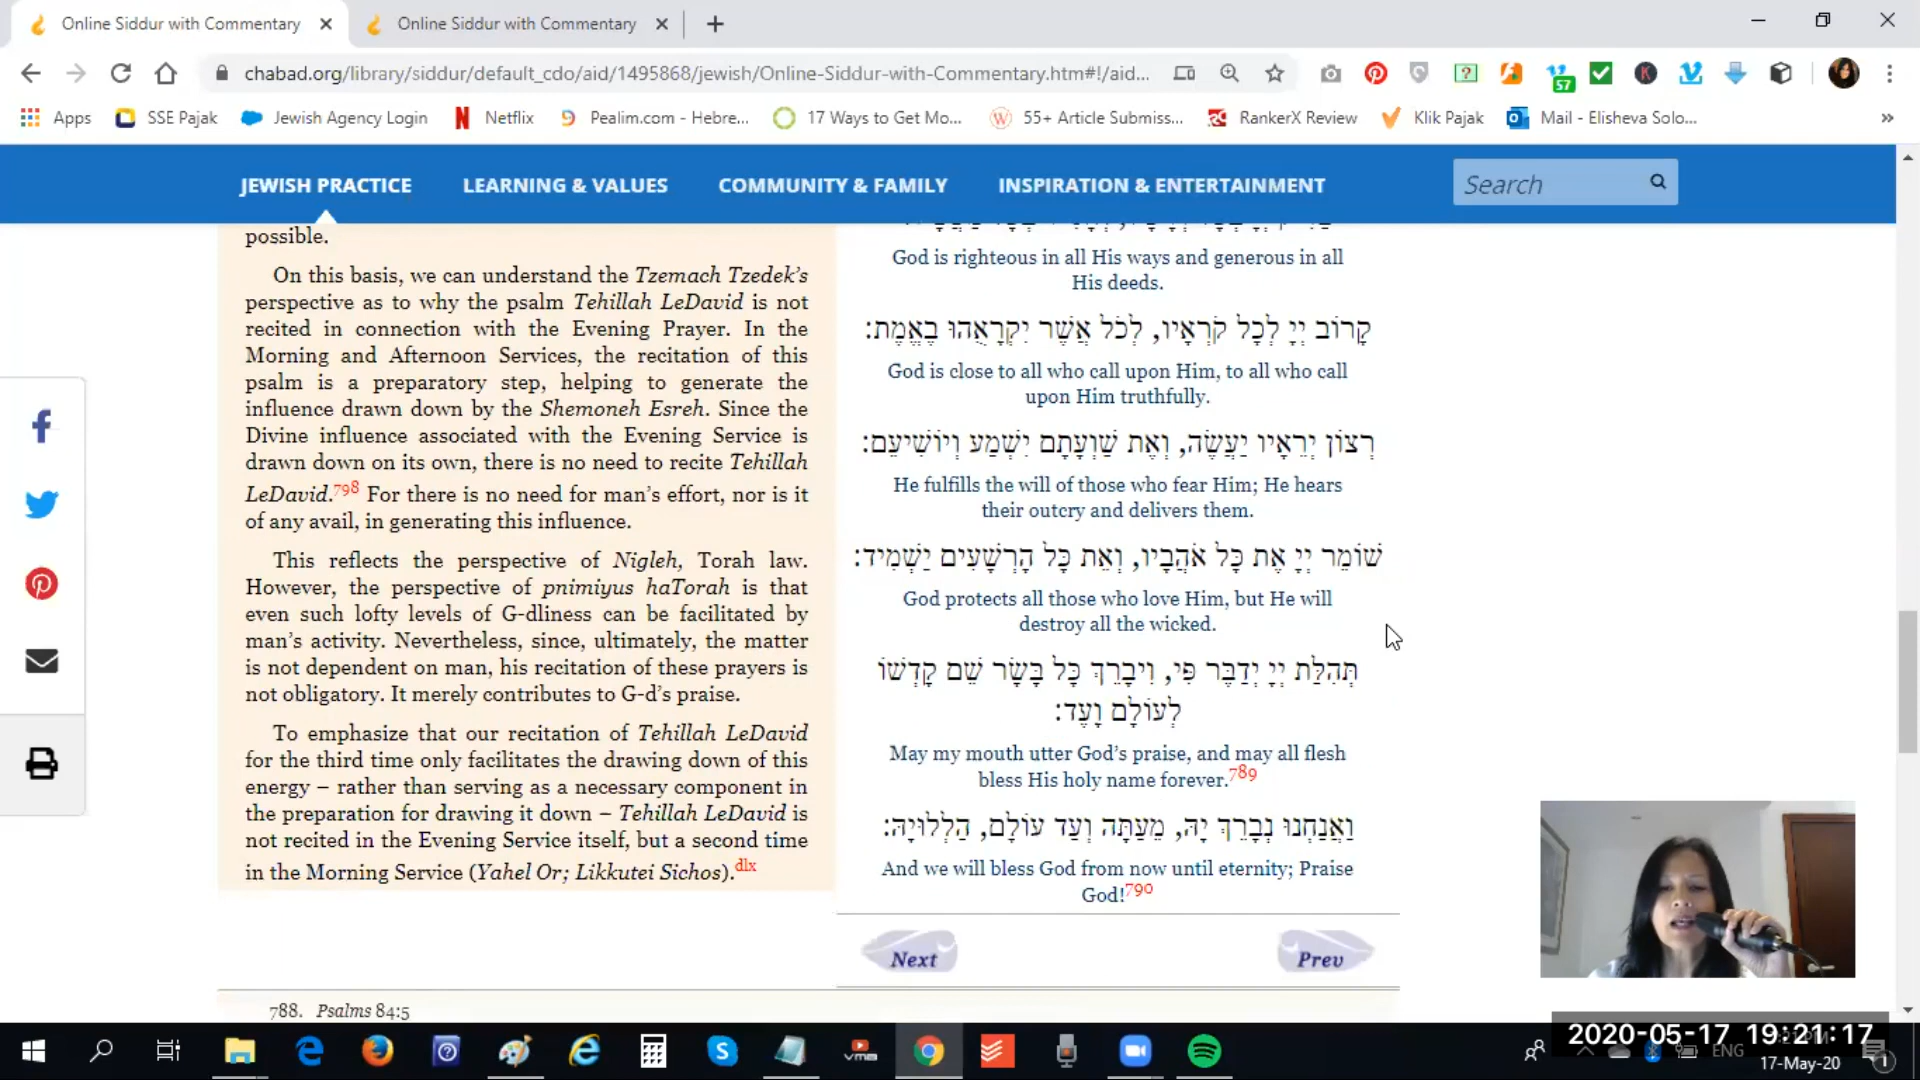 Online Siddur with Commentary
Online Siddur with Commentary
chabad.org/library/siddur/default_cdo/aid/1495868/jewish/Online-Siddur-with-Commentary.htm#!/aid...
57
Apps
SSE Pajak
Jewish Agency Login
Netflix
Pealim.com - Hebre...
17 Ways to Get Mo...
55+ Article Submiss...
RankerX Review
Klik Pajak
Mail - Elisheva Solo...
»
JEWISH PRACTICE
LEARNING & VALUES
COMMUNITY & FAMILY
INSPIRATION & ENTERTAINMENT
Search
possible.
On this basis, we can understand the Tzemach Tzedek's
perspective as to why the psalm Tehillah LeDavid is not
recited in connection with the Evening Prayer. In the
Morning and Afternoon Services, the recitation of this
psalm is a preparatory step, helping to generate the
influence drawn down by the Shemoneh Esreh. Since the
Divine influence associated with the Evening Service is
drawn down on its own, there is no need to recite Tehillah
LeDavid.798 For there is no need for man's effort, nor is it
of any avail, in generating this influence.
This reflects the perspective of Nigleh, Torah law.
However, the perspective of pnimiyus haTorah is that
even such lofty levels of G-dliness can be facilitated by
man's activity. Nevertheless, since, ultimately, the matter
is not dependent on man, his recitation of these prayers is
not obligatory. It merely contributes to G-d's praise.
To emphasize that our recitation of Tehillah LeDavid
for the third time only facilitates the drawing down of this
energy – rather than serving as a necessary component in
the preparation for drawing it down – Tehillah LeDavid is
not recited in the Evening Service itself, but a second time
in the Morning Service (Yahel Or; Likkutei Sichos).dlx
God is righteous in all His ways and generous in all
His deeds.
קָרוֹב יְיָ לְכָל קֹרְאָיו, לְכֹל אֲשֶׁר יִקְרָאֻהוּ בֶאֱמֶת:
God is close to all who call upon Him, to all who call
upon Him truthfully.
רְצוֹן יְרֵאָיו יַעֲשֶׂה, וְאֶת שַׁוְעָתָם יִשְׁמַע וְיוֹשִׁיעֵם:
He fulfills the will of those who fear Him; He hears
their outcry and delivers them.
שׁוֹמֵר יְיָ אֶת כָּל אֹהֲבָיו, וְאֵת כָּל הָרְשָׁעִים יַשְׁמִיד:
God protects all those who love Him, but He will
destroy all the wicked.
תְּהִלַּת יְיָ יְדַבֶּר פִּי, וִיבָרֵךְ כָּל בָּשָׂר שֵׁם קָדְשׁוֹ
לְעוֹלָם וָעֶד:
May my mouth utter God's praise, and may all flesh
bless His holy name forever.789
וַאֲנַחְנוּ נְבָרֵךְ יָהּ, מֵעַתָּה וְעַד עוֹלָם, הַלְלוּיָהּ:
And we will bless God from now until eternity; Praise
God!790
Next
Prev
788. Psalms 84:5
2020-05-17 19:21:17
ENG
17-May-20